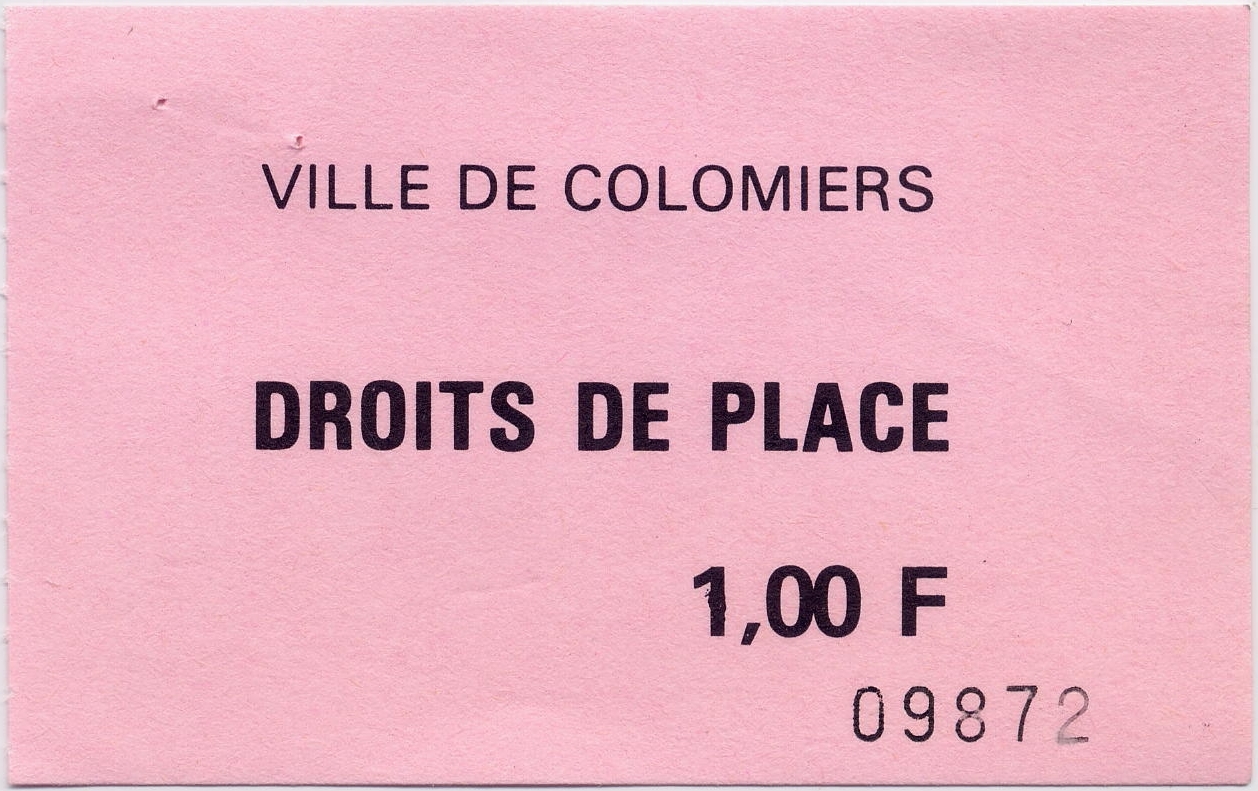 VILLE DE COLOMIERS
DROITS DE PLACE
1,00 F
09872